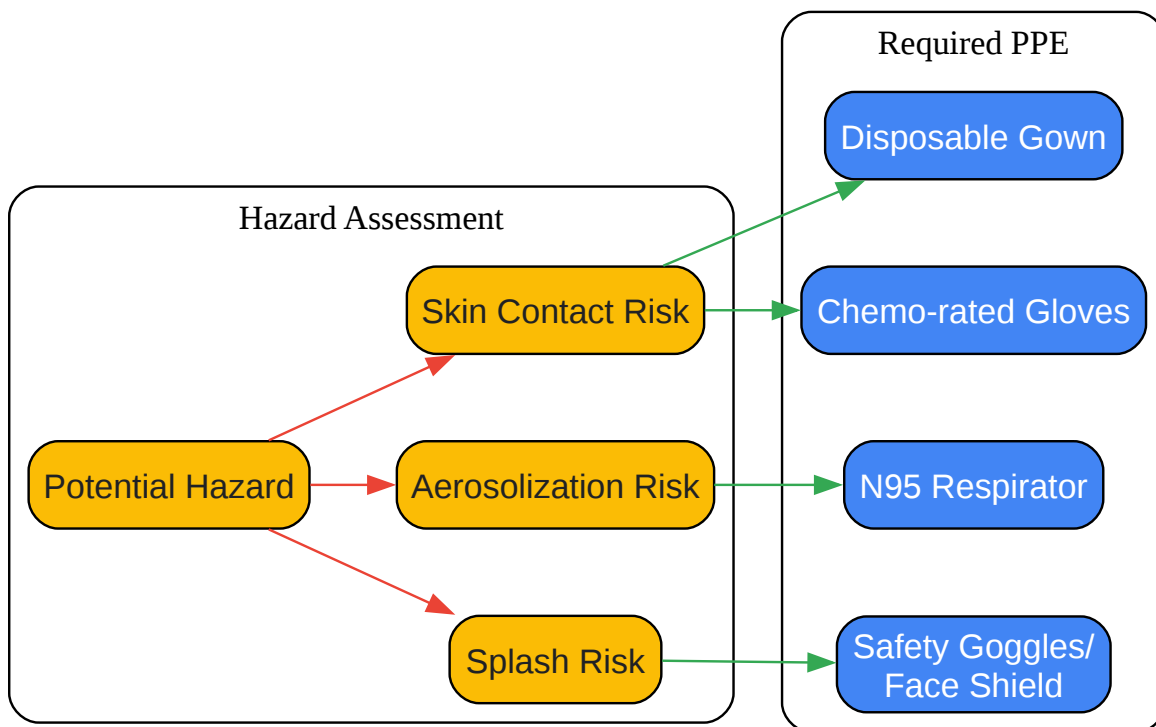 Required PPE
Disposable Gown
Hazard Assessment
Skin Contact Risk
Chemo-rated Gloves
Potential Hazard
Aerosolization Risk
N95 Respirator
Splash Risk
Safety Goggles/
Face Shield